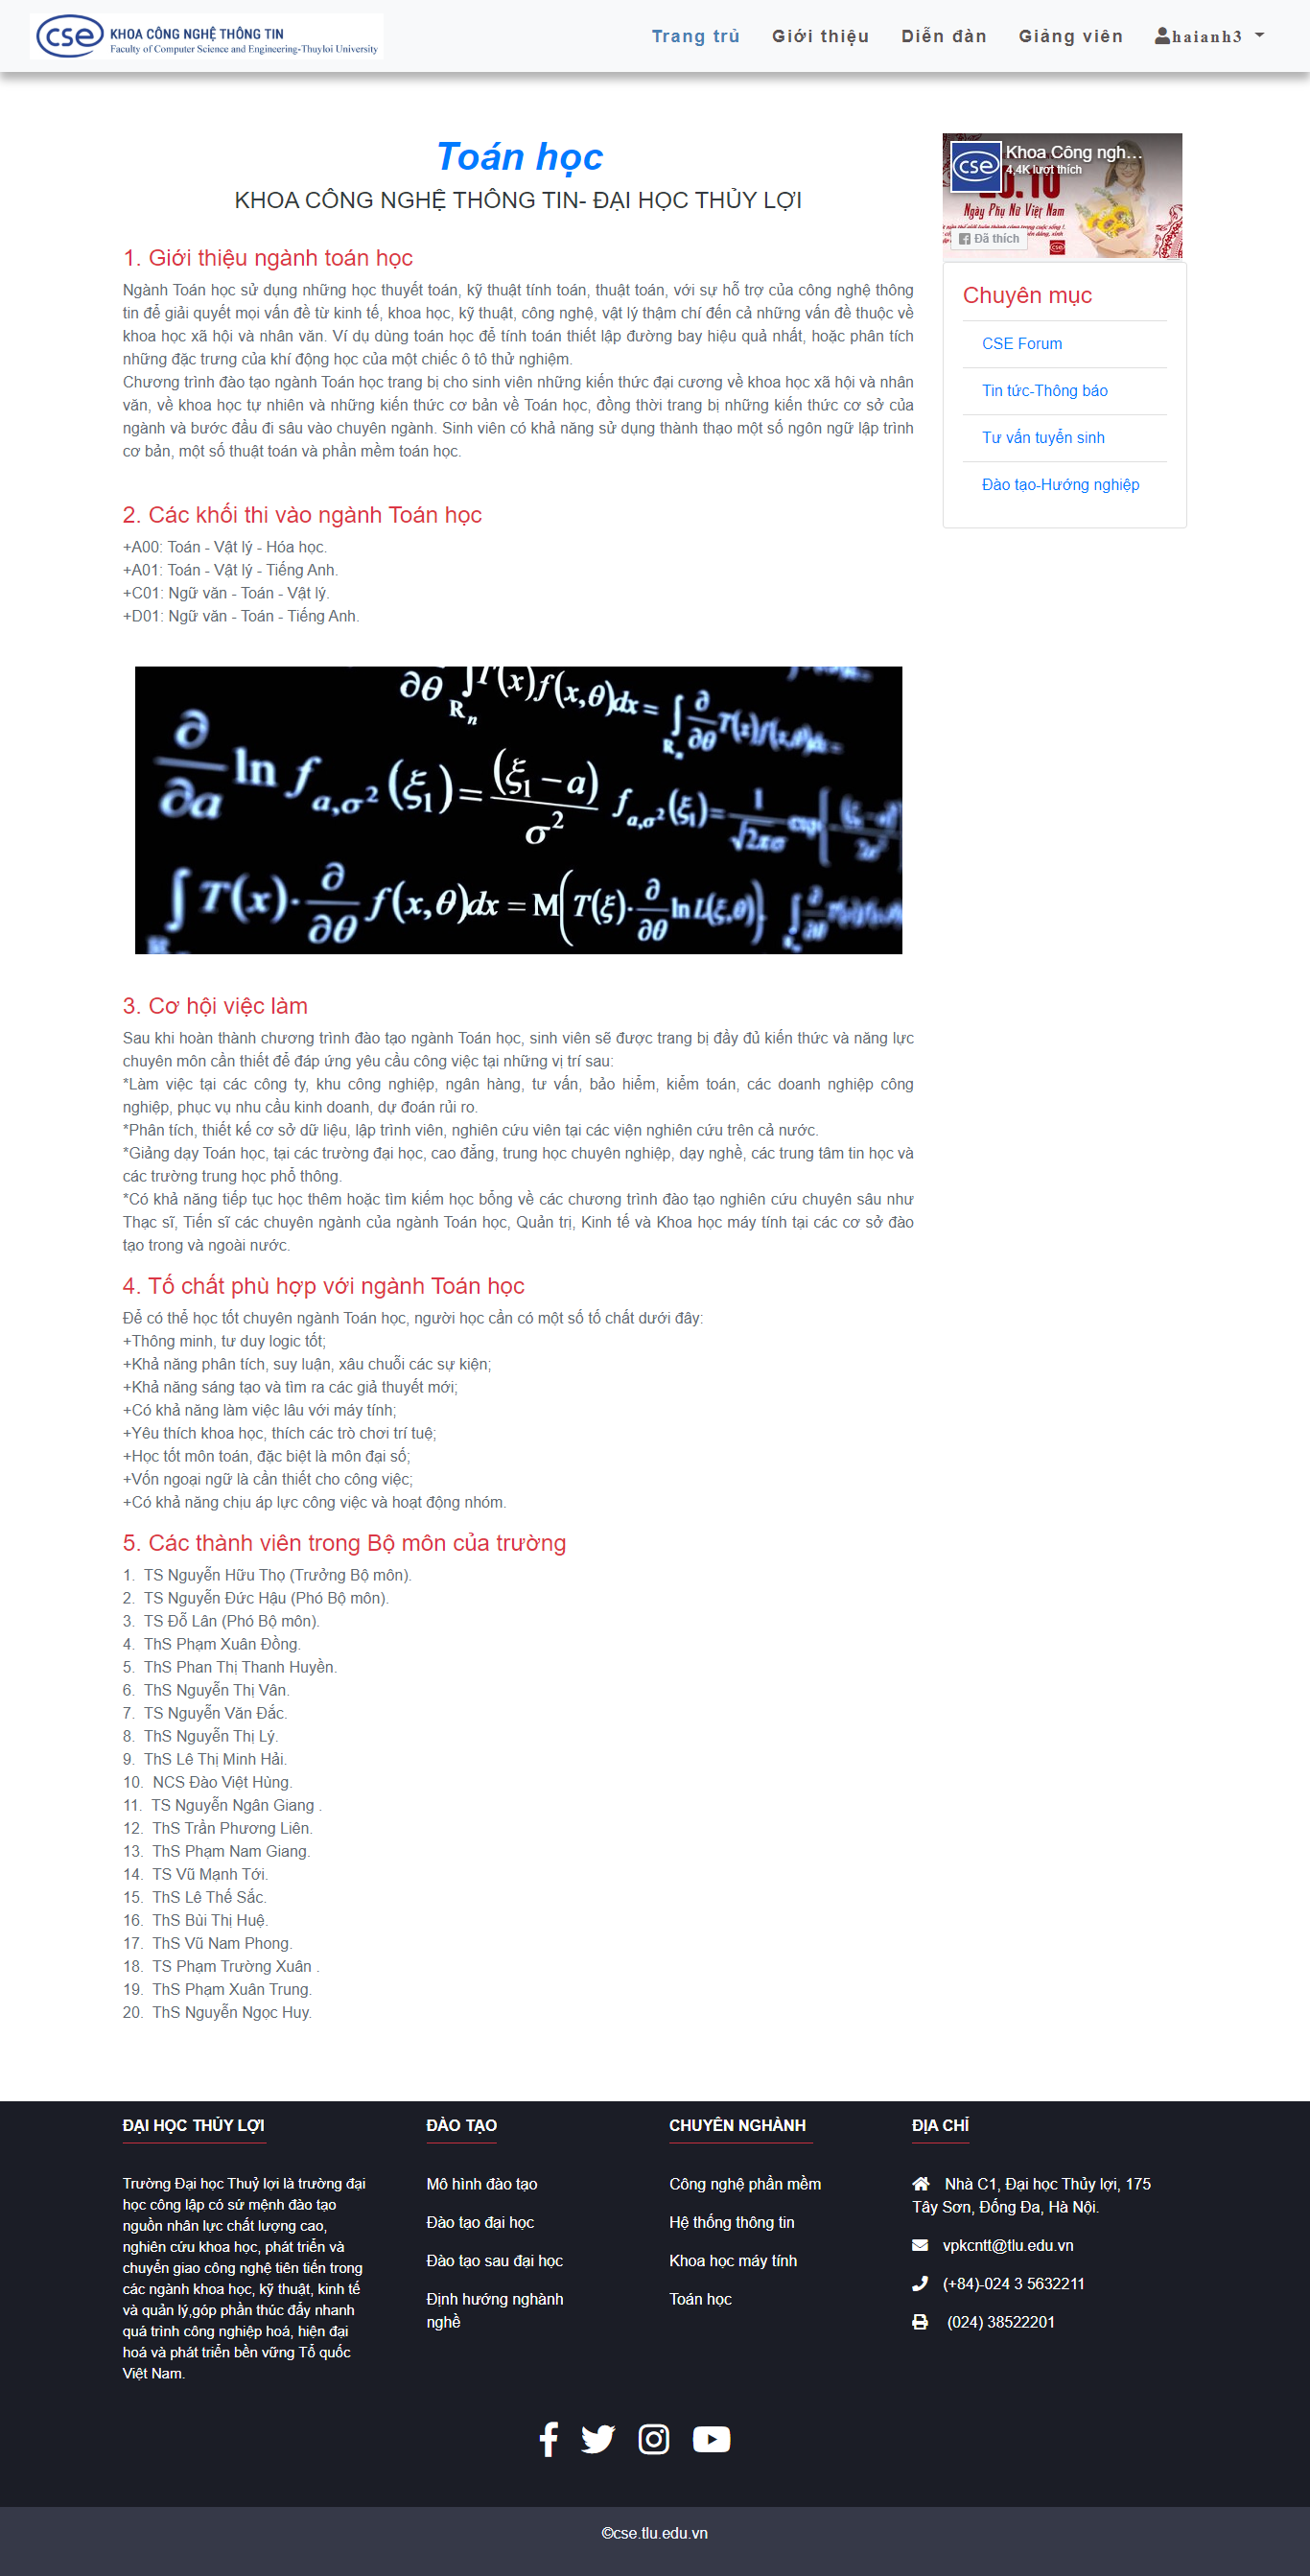 cse KHOA CÔNG NGHỆ THÔNG TIN
Faculty of Computer Science and Engineering-Thuyloi University
Trang trủ
Giới thiệu
Diễn đàn
Giảng viên
haianh3
Toán học
KHOA CÔNG NGHỆ THÔNG TIN- ĐẠI HỌC THỦY LỢI
1. Giới thiệu ngành toán học
Ngành Toán học sử dụng những học thuyết toán, kỹ thuật tính toán, thuật toán, với sự hỗ trợ của công nghệ thông
tin để giải quyết mọi vấn đề từ kinh tế, khoa học, kỹ thuật, công nghệ, vật lý thậm chí đến cả những vấn đề thuộc về
khoa học xã hội và nhân văn. Ví dụ dùng toán học để tính toán thiết lập đường bay hiệu quả nhất, hoặc phân tích
những đặc trưng của khí động học của một chiếc ô tô thử nghiệm.
Chương trình đào tạo ngành Toán học trang bị cho sinh viên những kiến thức đại cương về khoa học xã hội và nhân
văn, về khoa học tự nhiên và những kiến thức cơ bản về Toán học, đồng thời trang bị những kiến thức cơ sở của
ngành và bước đầu đi sâu vào chuyên ngành. Sinh viên có khả năng sử dụng thành thạo một số ngôn ngữ lập trình
cơ bản, một số thuật toán và phần mềm toán học.
2. Các khối thi vào ngành Toán học
+A00: Toán - Vật lý - Hóa học.
+A01: Toán - Vật lý - Tiếng Anh.
+C01: Ngữ văn - Toán - Vật lý.
+D01: Ngữ văn - Toán - Tiếng Anh.
3. Cơ hội việc làm
Sau khi hoàn thành chương trình đào tạo ngành Toán học, sinh viên sẽ được trang bị đầy đủ kiến thức và năng lực
chuyên môn cần thiết để đáp ứng yêu cầu công việc tại những vị trí sau:
*Làm việc tại các công ty, khu công nghiệp, ngân hàng, tư vấn, bảo hiểm, kiểm toán, các doanh nghiệp công
nghiệp, phục vụ nhu cầu kinh doanh, dự đoán rủi ro.
*Phân tích, thiết kế cơ sở dữ liệu, lập trình viên, nghiên cứu viên tại các viện nghiên cứu trên cả nước.
*Giảng dạy Toán học, tại các trường đại học, cao đẳng, trung học chuyên nghiệp, dạy nghề, các trung tâm tin học và
các trường trung học phổ thông.
*Có khả năng tiếp tục học thêm hoặc tìm kiếm học bổng về các chương trình đào tạo nghiên cứu chuyên sâu như
Thạc sĩ, Tiến sĩ các chuyên ngành của ngành Toán học, Quản trị, Kinh tế và Khoa học máy tính tại các cơ sở đào
tạo trong và ngoài nước.
4. Tố chất phù hợp với ngành Toán học
Để có thể học tốt chuyên ngành Toán học, người học cần có một số tố chất dưới đây:
+Thông minh, tư duy logic tốt;
+Khả năng phân tích, suy luận, xâu chuỗi các sự kiện;
+Khả năng sáng tạo và tìm ra các giả thuyết mới;
+Có khả năng làm việc lâu với máy tính;
+Yêu thích khoa học, thích các trò chơi trí tuệ;
+Học tốt môn toán, đặc biệt là môn đại số;
+Vốn ngoại ngữ là cần thiết cho công việc;
+Có khả năng chịu áp lực công việc và hoạt động nhóm.
5. Các thành viên trong Bộ môn của trường
1. TS Nguyễn Hữu Thọ (Trưởng Bộ môn).
2. TS Nguyễn Đức Hậu (Phó Bộ môn).
3. TS Đỗ Lân (Phó Bộ môn).
4. ThS Phạm Xuân Đồng.
5. ThS Phan Thị Thanh Huyền.
6. ThS Nguyễn Thị Vân.
7. TS Nguyễn Văn Đắc.
8. ThS Nguyễn Thị Lý.
9. ThS Lê Thị Minh Hải.
10. NCS Đào Việt Hùng.
11. TS Nguyễn Ngân Giang .
12. ThS Trần Phương Liên.
13. ThS Phạm Nam Giang.
14. TS Vũ Mạnh Tới.
15. ThS Lê Thế Sắc.
16. ThS Bùi Thị Huệ.
17. ThS Vũ Nam Phong.
18. TS Phạm Trường Xuân .
19. ThS Phạm Xuân Trung.
20. ThS Nguyễn Ngọc Huy.
cse
Khoa Công ngh...
4,4K lượt thích
Ngày Phụ Nữ Việt Nam
Đã thích
Chuyên mục
CSE Forum
Tin tức-Thông báo
Tư vấn tuyển sinh
Đào tạo-Hướng nghiệp
ĐẠI HỌC THỦY LỢI
Trường Đại học Thuỷ lợi là trường đại
học công lập có sứ mệnh đào tạo
nguồn nhân lực chất lượng cao,
nghiên cứu khoa học, phát triển và
chuyển giao công nghệ tiên tiến trong
các ngành khoa học, kỹ thuật, kinh tế
và quản lý,góp phần thúc đẩy nhanh
quá trình công nghiệp hoá, hiện đại
hoá và phát triển bền vững Tổ quốc
Việt Nam.
ĐÀO TẠO
Mô hình đào tạo
Đào tạo đại học
Đào tạo sau đại học
Định hướng nghành
nghề
CHUYÊN NGHÀNH
Công nghệ phần mềm
Hệ thống thông tin
Khoa học máy tính
Toán học
ĐỊA CHỈ
Nhà C1, Đại học Thủy lợi, 175
Tây Sơn, Đống Đa, Hà Nội.
vpkcntt@tlu.edu.vn
(+84)-024 3 5632211
(024) 38522201
©cse.tlu.edu.vn